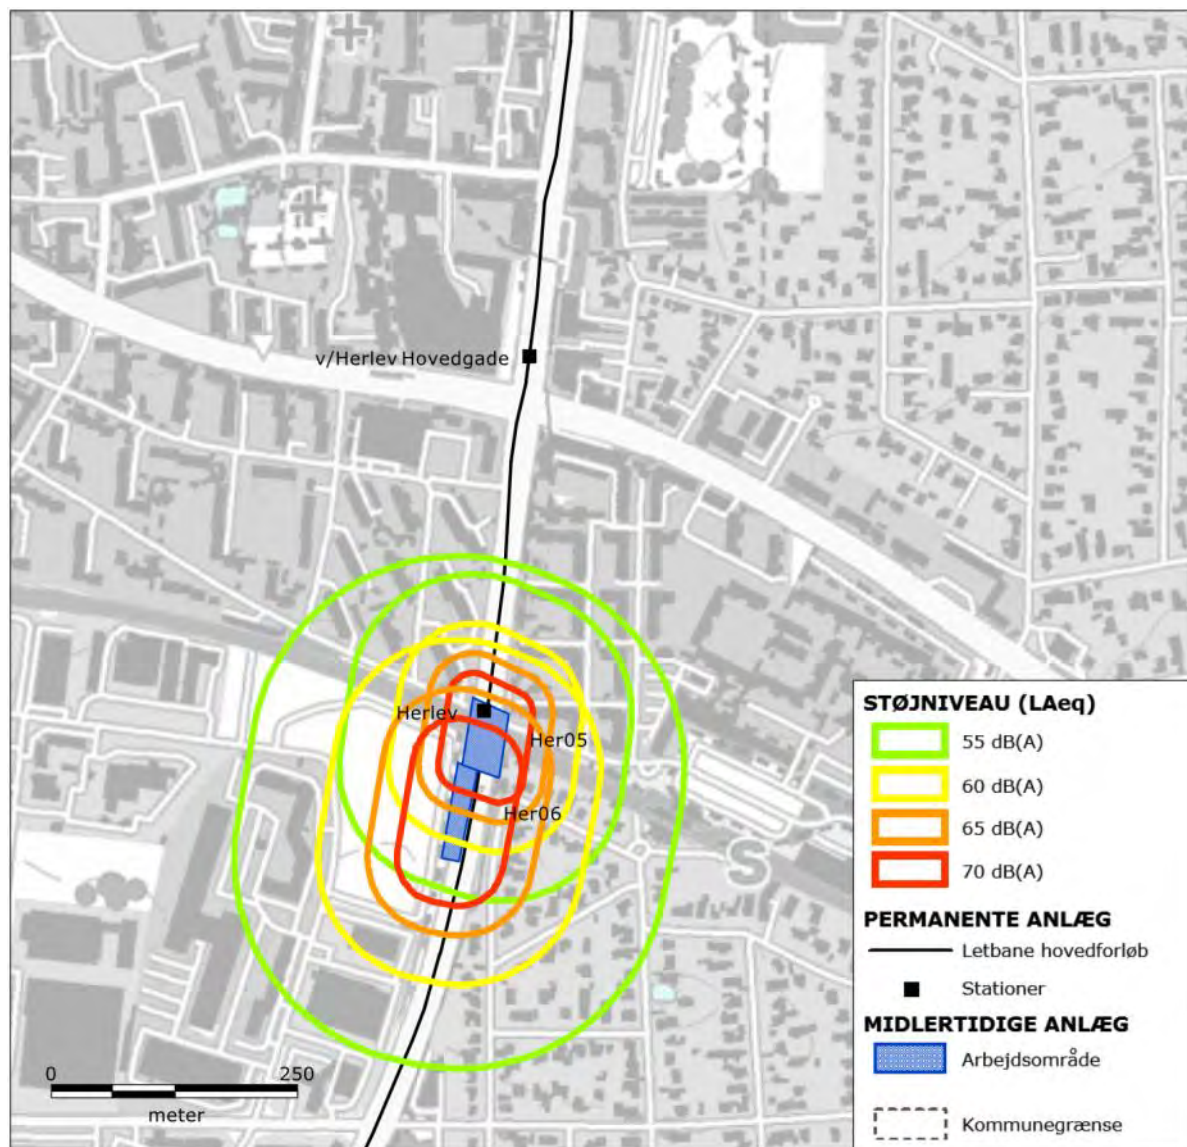 v/Herlev Hovedgade
Herlev
Her05
Her06
S
STØJNIVEAU (LAeq)
55 dB(A)
60 dB(A)
65 dB(A)
70 dB(A)
PERMANENTE ANLÆG
Letbane hovedforløb
Stationer
MIDLERTIDIGE ANLÆG
Arbejdsområde
Kommunegrænse
0 250
meter